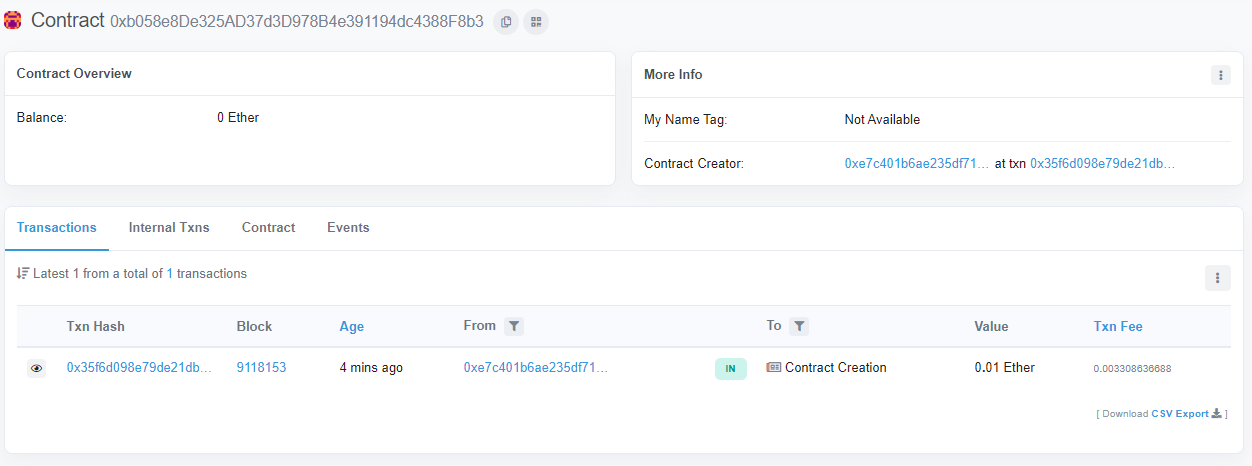 Contract 0xb058e8De325AD37d3D978B4e391194dc4388F8b3
Contract Overview
Balance: 0 Ether
More Info
My Name Tag: Not Available
Contract Creator: 0xe7c401b6ae235df71... at txn 0x35f6d098e79de21db...
Transactions Internal Txns Contract Events
Latest 1 from a total of 1 transactions
Txn Hash Block Age From To Value Txn Fee
0x35f6d098e79de21db... 9118153 4 mins ago 0xe7c401b6ae235df71... IN Contract Creation 0.01 Ether 0.003308636688
[ Download CSV Export ]